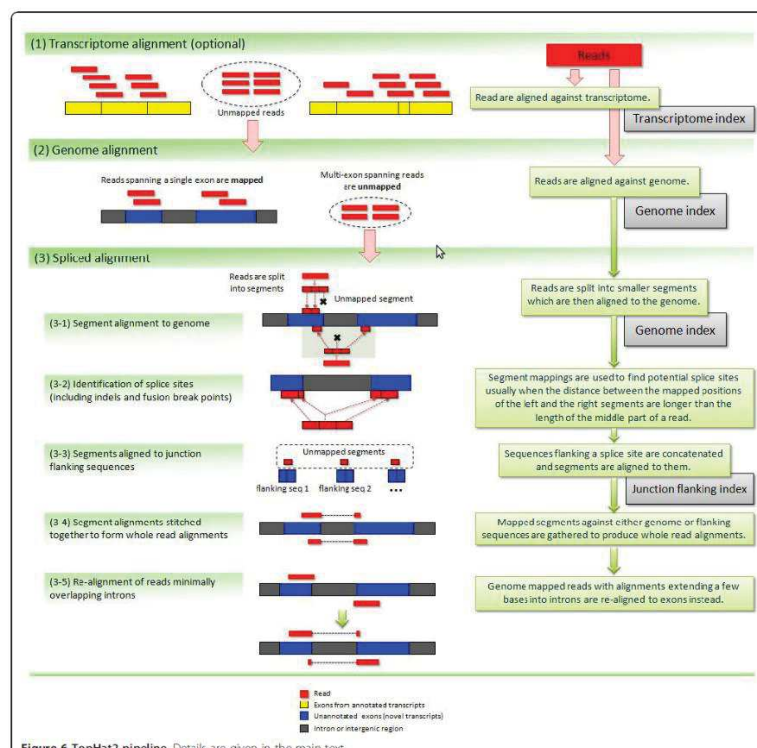 (1) Transcriptome alignment (optional)
Reads
Unmapped reads
Read are aligned against transcriptome.
Transcriptome index
(2) Genome alignment
Reads spanning a single exon are mapped
Multi-exon spanning reads
are unmapped
Reads are aligned against genome.
Genome index
(3) Spliced alignment
Reads are split
into segments
Unmapped segment
Reads are split into smaller segments
which are then aligned to the genome.
(3-1) Segment alignment to genome
Genome index
(3-2) Identification of splice sites
(including indels and fusion break points)
Segment mappings are used to find potential splice sites
usually when the distance between the mapped positions
of the left and the right segments are longer than the
length of the middle part of a read.
(3-3) Segments aligned to junction
flanking sequences
Unmapped segments
flanking seq 1
flanking seq 2
...
Sequences flanking a splice site are concatenated
and segments are aligned to them.
Junction flanking index
(3 4) Segment alignments stitched
together to form whole read alignments
Mapped segments against either genome or flanking
sequences are gathered to produce whole read alignments.
(3-5) Re-alignment of reads minimally
overlapping introns
Genome mapped reads with alignments extending a few
bases into introns are re-aligned to exons instead.
Read
Exons from annotated transcripts
Unannotated exons (novel transcripts)
Intron or intergenic region
Figure 6 TopHat2 pipeline. Details are given in the main text.